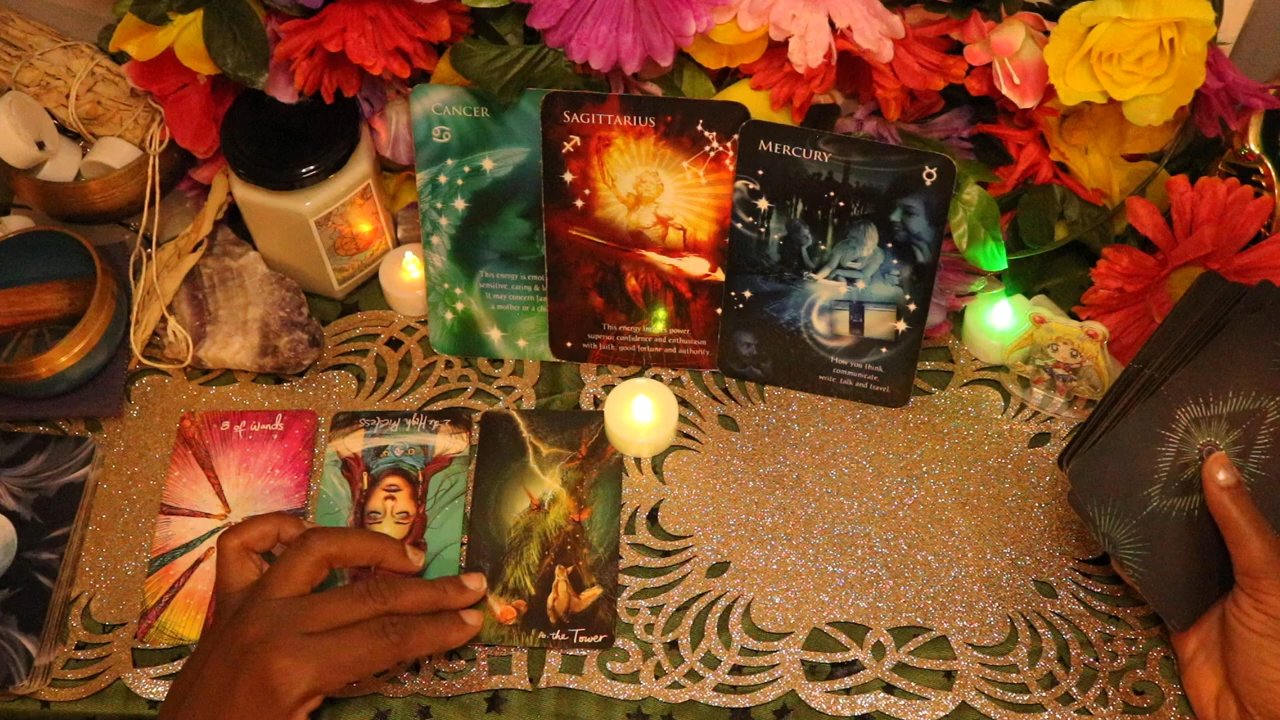 CANCER
This energy is emot
sensitive, caring &
It may concern fam
a mother or a ch
SAGITTARIUS
This energy brings power,
superior confidence and enthusiasm
with faith, good fortune and authority.
MERCURY
How you think,
communicate,
write, talk and travel.
8 of wands
the High Priestess
the Tower